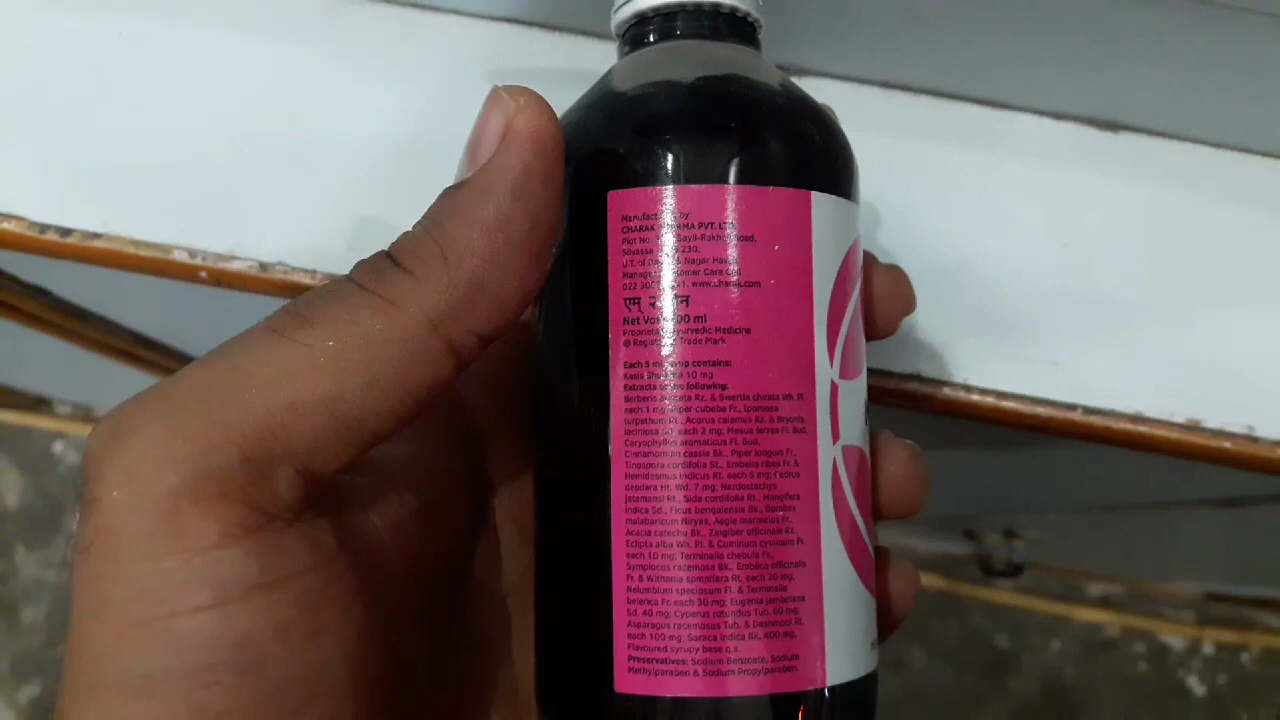 by:
CHARAK PVT. LTD.
Plot No. Sayli-Rakholi Road,
Silvassa 230,
U.T. of & Nagar Haveli
Customer Care Cell
022 www.charak.com
एम्
Net Vol 00 ml
Ayurvedic Medicine
® Trade Mark
Each 5 ml contains:
Kasis 10 mg
Extracts of the following:
Berberis Rz. & Swertia chirata Wh. Pl.
each 1 mg; Piper cubeba Fr., Ipomoea
turpethum Rt., Acorus calamus Rz. & Bryonia
laciniosa Sd. each 2 mg; Mesua ferrea Fl. Bud,
Caryophyllus aromaticus Fl. Bud,
Cinnamomum cassia Bk., Piper longum Fr.
Tinospora cordifolia St., Embelia ribes Fr. &
Hemidesmus indicus Rt. each 5 mg; Cedrus
deodara Ht. Wd. 7 mg; Nardostachys
jatamansi Rt., Sida cordifolia Rt., Mangifera
indica Sd., Ficus bengalensis Bk., Bombax
malabaricum Niryas, Aegle marmelos Fr.,
Acacia catechu Bk., Zingiber officinale Rt.,
Eclipta alba Wh. Pl. & Cuminum cyminum Fr.
each 10 mg; Terminalia chebula Fr.,
Symplocos racemosa Bk., Emblica officinalis
Fr. & Withania somnifera Rt. each 20 mg;
Nelumbium speciosum Fl. & Terminalia
belerica Fr. each 30 mg; Eugenia jambolana
Sd. 40 mg; Cyperus rotundus Tub. 60 mg;
Asparagus racemosus Tub. & Dashmool Rt.
each 100 mg; Saraca indica Bk. 400 mg.
Flavoured syrupy base q.s.
Preservatives: Sodium Benzoate, Sodium
Methylparaben & Sodium Propylparaben.